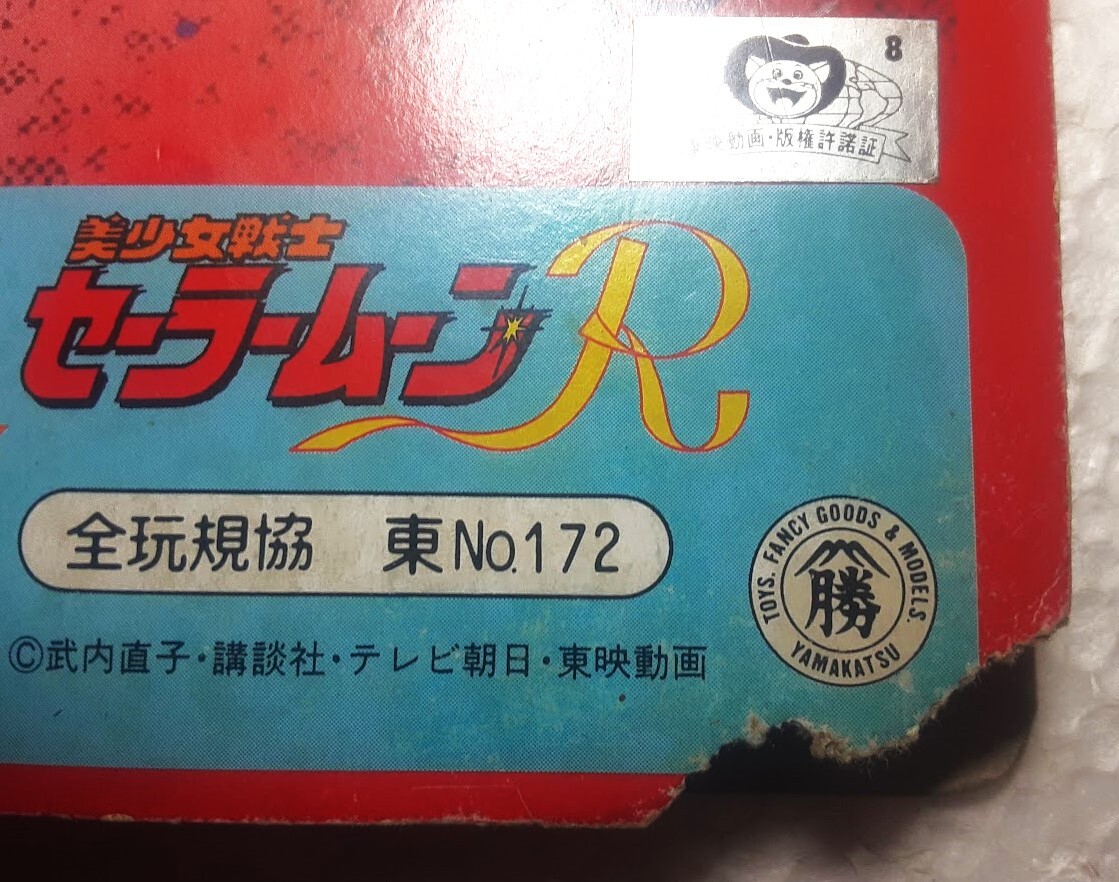 8
映動画・版権許諾証
美少女戦士
セーラームーンR
全玩規協 東No.172
©武内直子・講談社・テレビ朝日・東映動画
TOYS. FANCY GOODS & MODELS.
勝
YAMAKATSU